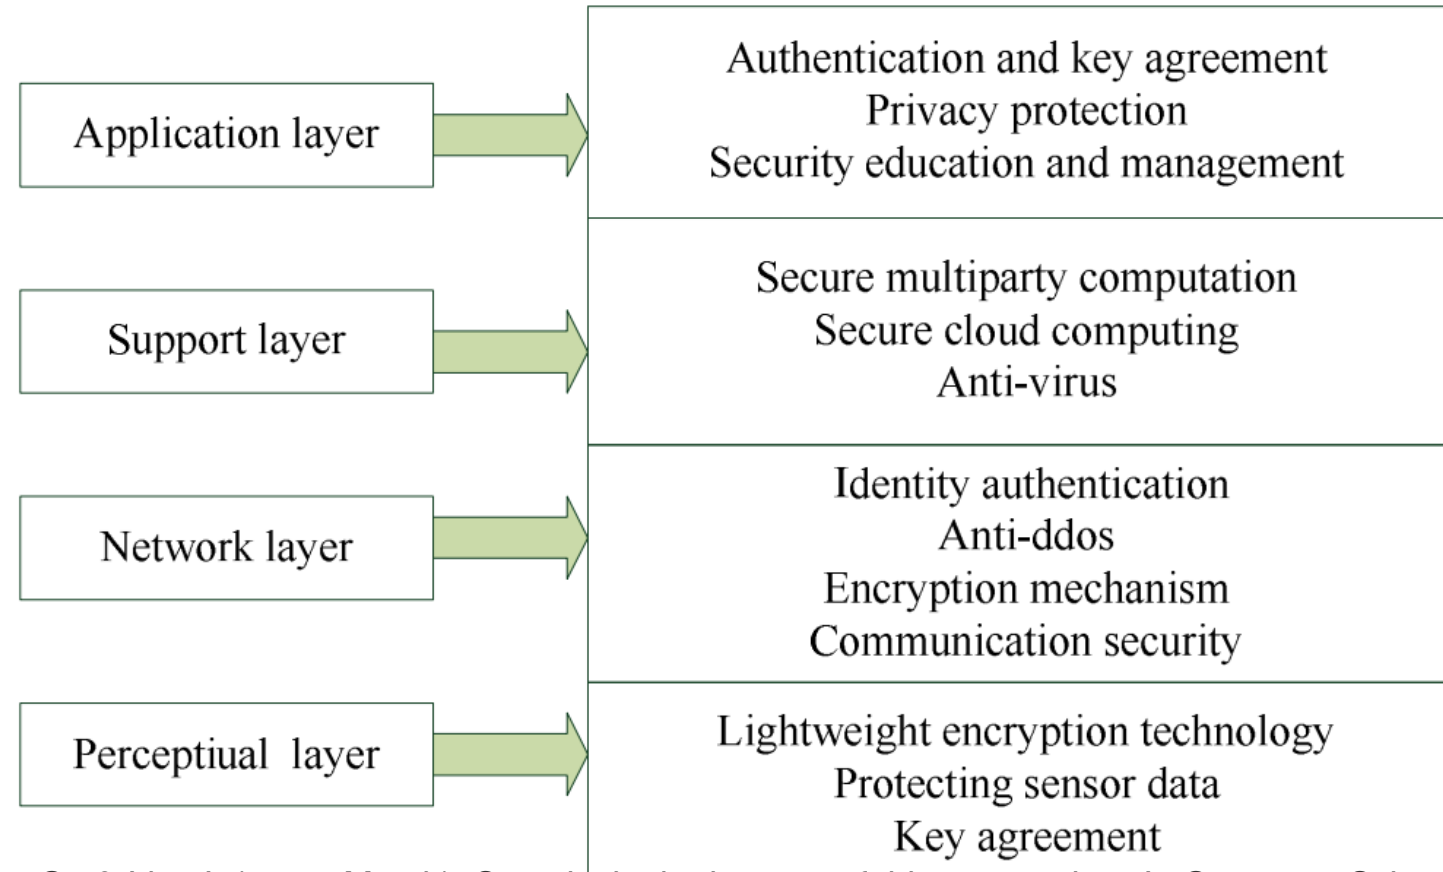 Application layer
Authentication and key agreement
Privacy protection
Security education and management
Support layer
Secure multiparty computation
Secure cloud computing
Anti-virus
Network layer
Identity authentication
Anti-ddos
Encryption mechanism
Communication security
Perceptiual layer
Lightweight encryption technology
Protecting sensor data
Key agreement